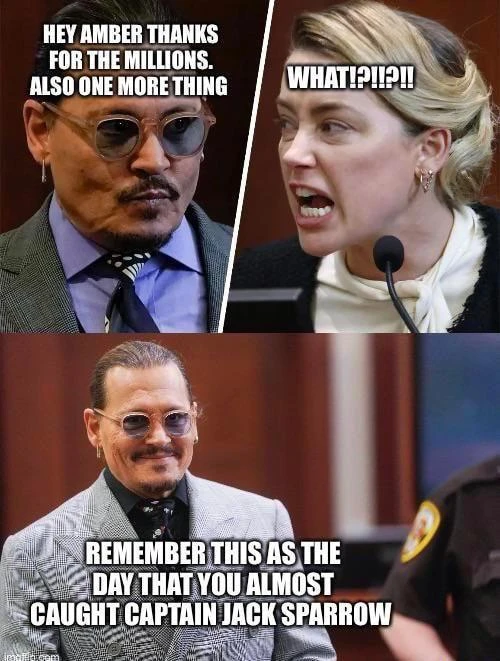 HEY AMBER THANKS
FOR THE MILLIONS.
ALSO ONE MORE THING
WHAT!?!!?!!
REMEMBER THIS AS THE
DAY THAT YOU ALMOST
CAUGHT CAPTAIN JACK SPARROW
imgflip.com